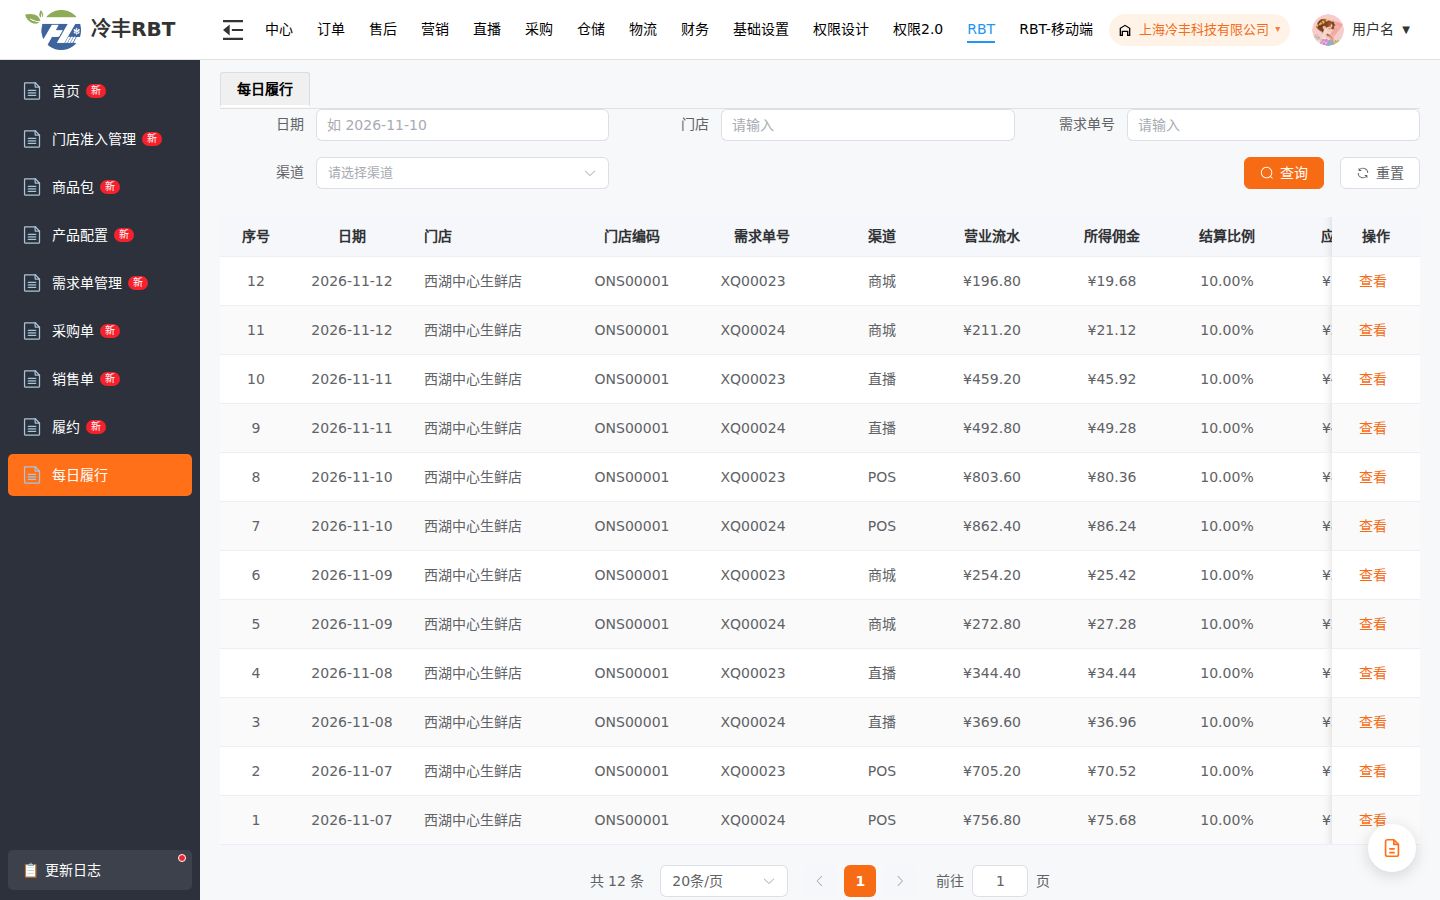 冷丰RBT
中心 订单 售后 营销 直播 采购 仓储 物流 财务 基础设置 权限设计 权限2.0 RBT RBT-移动端 上海冷丰科技有限公司 ▾ 用户名 ▼
首页 新
门店准入管理 新
商品包 新
产品配置 新
需求单管理 新
采购单 新
销售单 新
履约 新
每日履行
更新日志
每日履行
日期 如 2026-11-10 门店 请输入 需求单号 请输入
渠道 请选择渠道 查询 重置
序号 日期 门店 门店编码 需求单号 渠道 营业流水 所得佣金 结算比例 应 操作
12 2026-11-12 西湖中心生鲜店 ONS00001 XQ00023 商城 ¥196.80 ¥19.68 10.00% ¥ 查看
11 2026-11-12 西湖中心生鲜店 ONS00001 XQ00024 商城 ¥211.20 ¥21.12 10.00% ¥ 查看
10 2026-11-11 西湖中心生鲜店 ONS00001 XQ00023 直播 ¥459.20 ¥45.92 10.00% ¥ 查看
9 2026-11-11 西湖中心生鲜店 ONS00001 XQ00024 直播 ¥492.80 ¥49.28 10.00% ¥ 查看
8 2026-11-10 西湖中心生鲜店 ONS00001 XQ00023 POS ¥803.60 ¥80.36 10.00% ¥ 查看
7 2026-11-10 西湖中心生鲜店 ONS00001 XQ00024 POS ¥862.40 ¥86.24 10.00% ¥ 查看
6 2026-11-09 西湖中心生鲜店 ONS00001 XQ00023 商城 ¥254.20 ¥25.42 10.00% ¥ 查看
5 2026-11-09 西湖中心生鲜店 ONS00001 XQ00024 商城 ¥272.80 ¥27.28 10.00% ¥ 查看
4 2026-11-08 西湖中心生鲜店 ONS00001 XQ00023 直播 ¥344.40 ¥34.44 10.00% ¥ 查看
3 2026-11-08 西湖中心生鲜店 ONS00001 XQ00024 直播 ¥369.60 ¥36.96 10.00% ¥ 查看
2 2026-11-07 西湖中心生鲜店 ONS00001 XQ00023 POS ¥705.20 ¥70.52 10.00% ¥ 查看
1 2026-11-07 西湖中心生鲜店 ONS00001 XQ00024 POS ¥756.80 ¥75.68 10.00% ¥ 查看
共 12 条 20条/页 1 前往 1 页